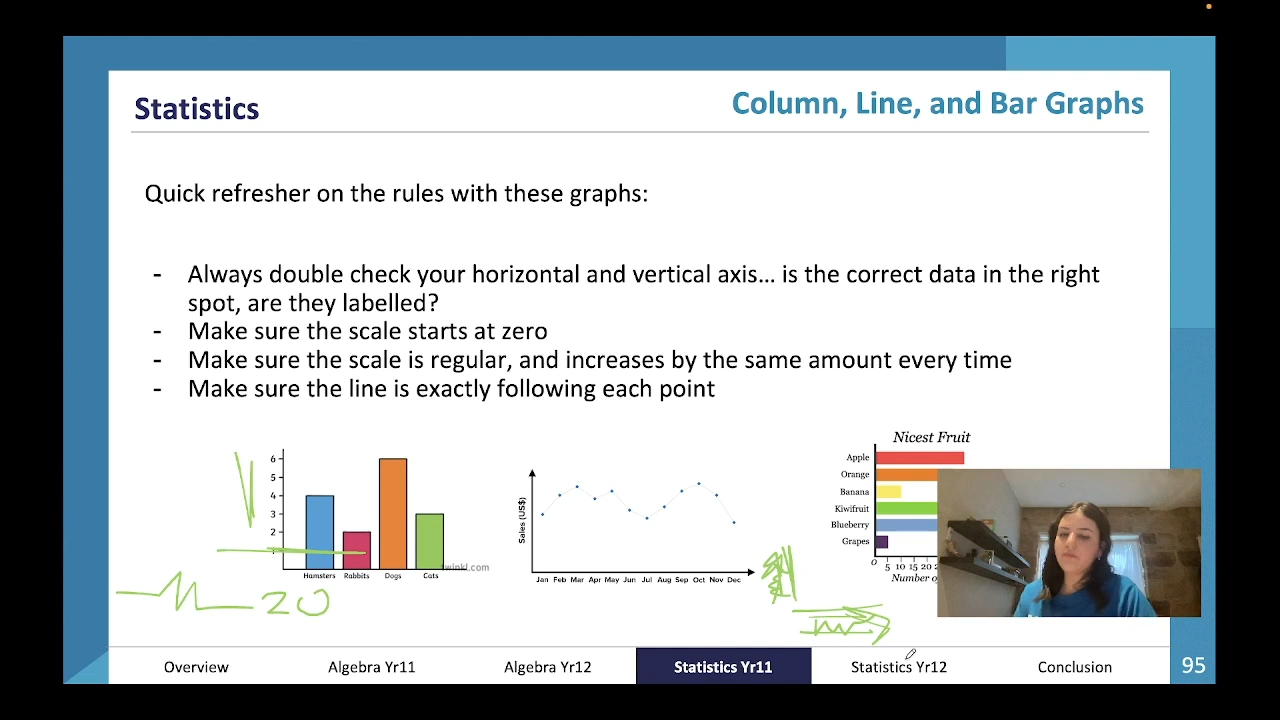 Statistics
Column, Line, and Bar Graphs
Quick refresher on the rules with these graphs:
- Always double check your horizontal and vertical axis... is the correct data in the right
spot, are they labelled?
- Make sure the scale starts at zero
- Make sure the scale is regular, and increases by the same amount every time
- Make sure the line is exactly following each point
6
5
4
3
2
Hamsters Rabbits Dogs Cats
twinkl.com
20
Sales (US$)
Jan Feb Mar Apr May Jun Jul Aug Sep Oct Nov Dec
Nicest Fruit
Apple
Orange
Banana
Kiwifruit
Blueberry
Grapes
0 5 10 15 20
Number
Overview Algebra Yr11 Algebra Yr12 Statistics Yr11 Statistics Yr12 Conclusion
95